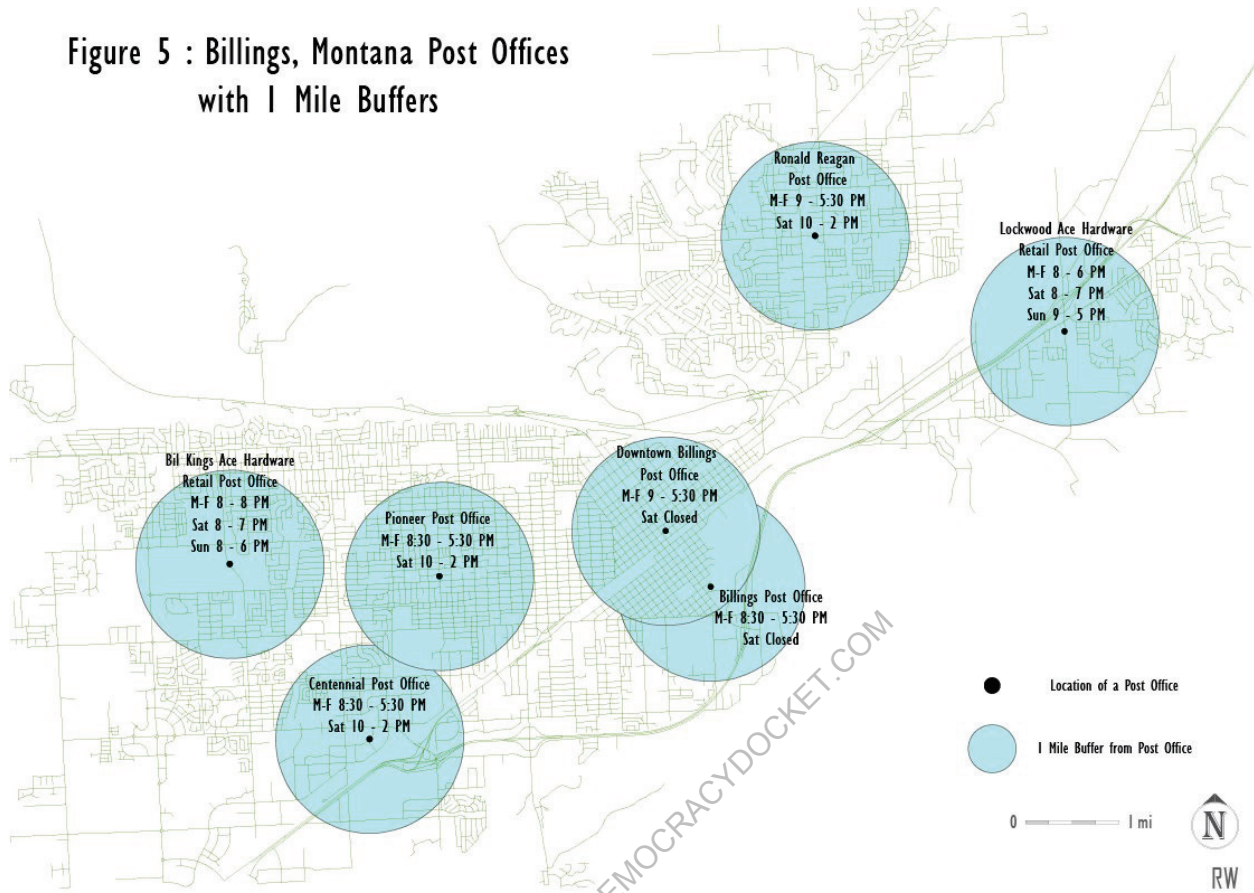 Figure 5 : Billings, Montana Post Offices
with 1 Mile Buffers
Ronald Reagan
Post Office
M-F 9 - 5:30 PM
Sat 10 - 2 PM
Lockwood Ace Hardware
Retail Post Office
M-F 8 - 6 PM
Sat 8 - 7 PM
Sun 9 - 5 PM
Bil Kings Ace Hardware
Retail Post Office
M-F 8 - 8 PM
Sat 8 - 7 PM
Sun 8 - 6 PM
Pioneer Post Office
M-F 8:30 - 5:30 PM
Sat 10 - 2 PM
Downtown Billings
Post Office
M-F 9 - 5:30 PM
Sat Closed
Billings Post Office
M-F 8:30 - 5:30 PM
Sat Closed
Centennial Post Office
M-F 8:30 - 5:30 PM
Sat 10 - 2 PM
Location of a Post Office
1 Mile Buffer from Post Office
0 1 mi
N
RW
EMOCRACYDOCKET.COM